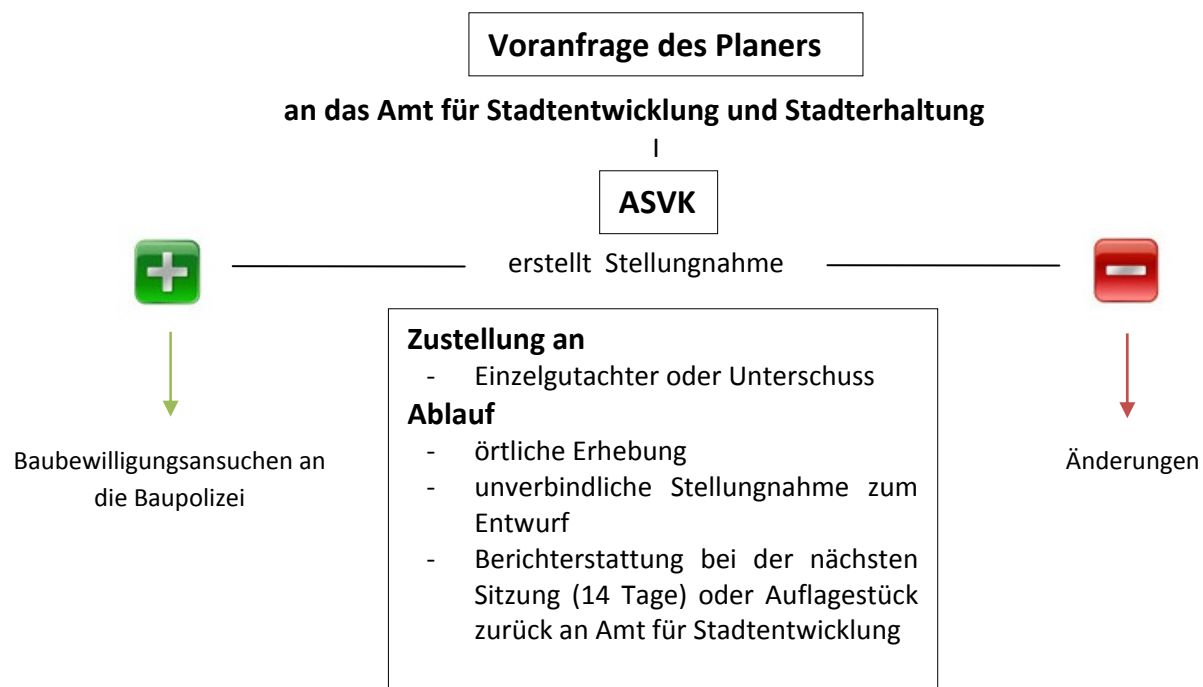 Voranfrage des Planers
an das Amt für Stadtentwicklung und Stadterhaltung
ASVK
erstellt Stellungnahme
Zustellung an
- Einzelgutachter oder Unterschuss
Ablauf
- örtliche Erhebung
- unverbindliche Stellungnahme zum
Entwurf
- Berichterstattung bei der nächsten
Sitzung (14 Tage) oder Auflagestück
zurück an Amt für Stadtentwicklung
Baubewilligungsansuchen an
die Baupolizei
Änderungen